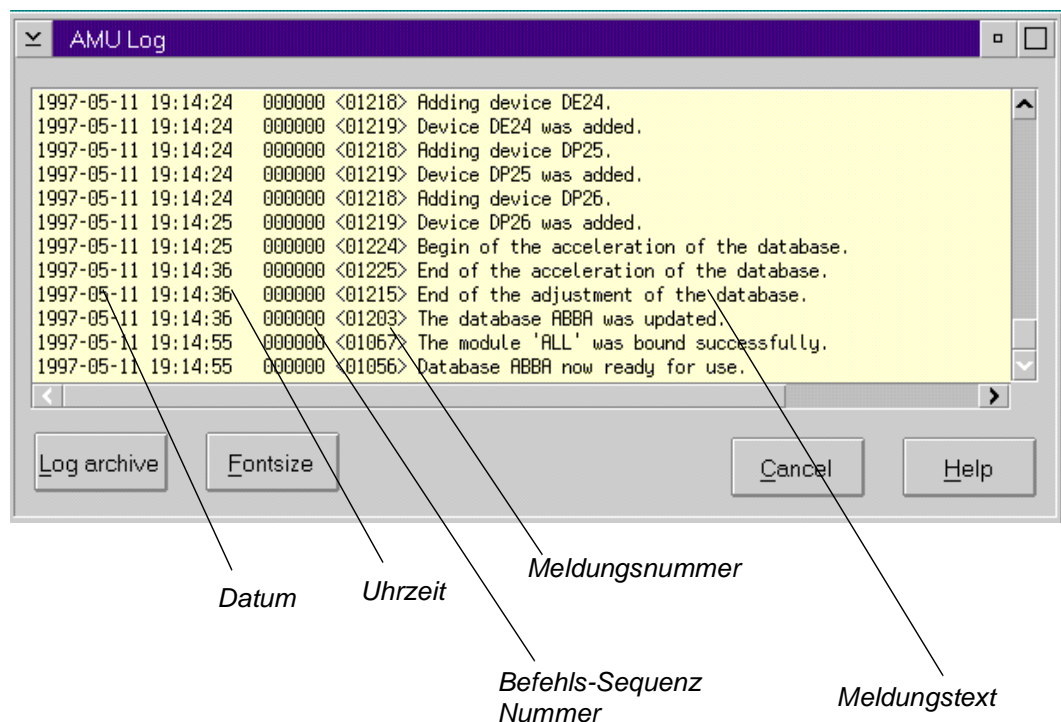 AMU Log
1997-05-11 19:14:24 000000 <01218> Adding device DE24.
1997-05-11 19:14:24 000000 <01219> Device DE24 was added.
1997-05-11 19:14:24 000000 <01218> Adding device DP25.
1997-05-11 19:14:24 000000 <01219> Device DP25 was added.
1997-05-11 19:14:24 000000 <01218> Adding device DP26.
1997-05-11 19:14:25 000000 <01219> Device DP26 was added.
1997-05-11 19:14:25 000000 <01224> Begin of the acceleration of the database.
1997-05-11 19:14:36 000000 <01225> End of the acceleration of the database.
1997-05-11 19:14:36 000000 <01215> End of the adjustment of the database.
1997-05-11 19:14:36 000000 <01203> The database ABBA was updated.
1997-05-11 19:14:55 000000 <01067> The module 'ALL' was bound successfully.
1997-05-11 19:14:55 000000 <01056> Database ABBA now ready for use.
Log archive Fontsize Cancel Help
Datum Uhrzeit Meldungsnummer
Befehls-Sequenz
Nummer
Meldungstext